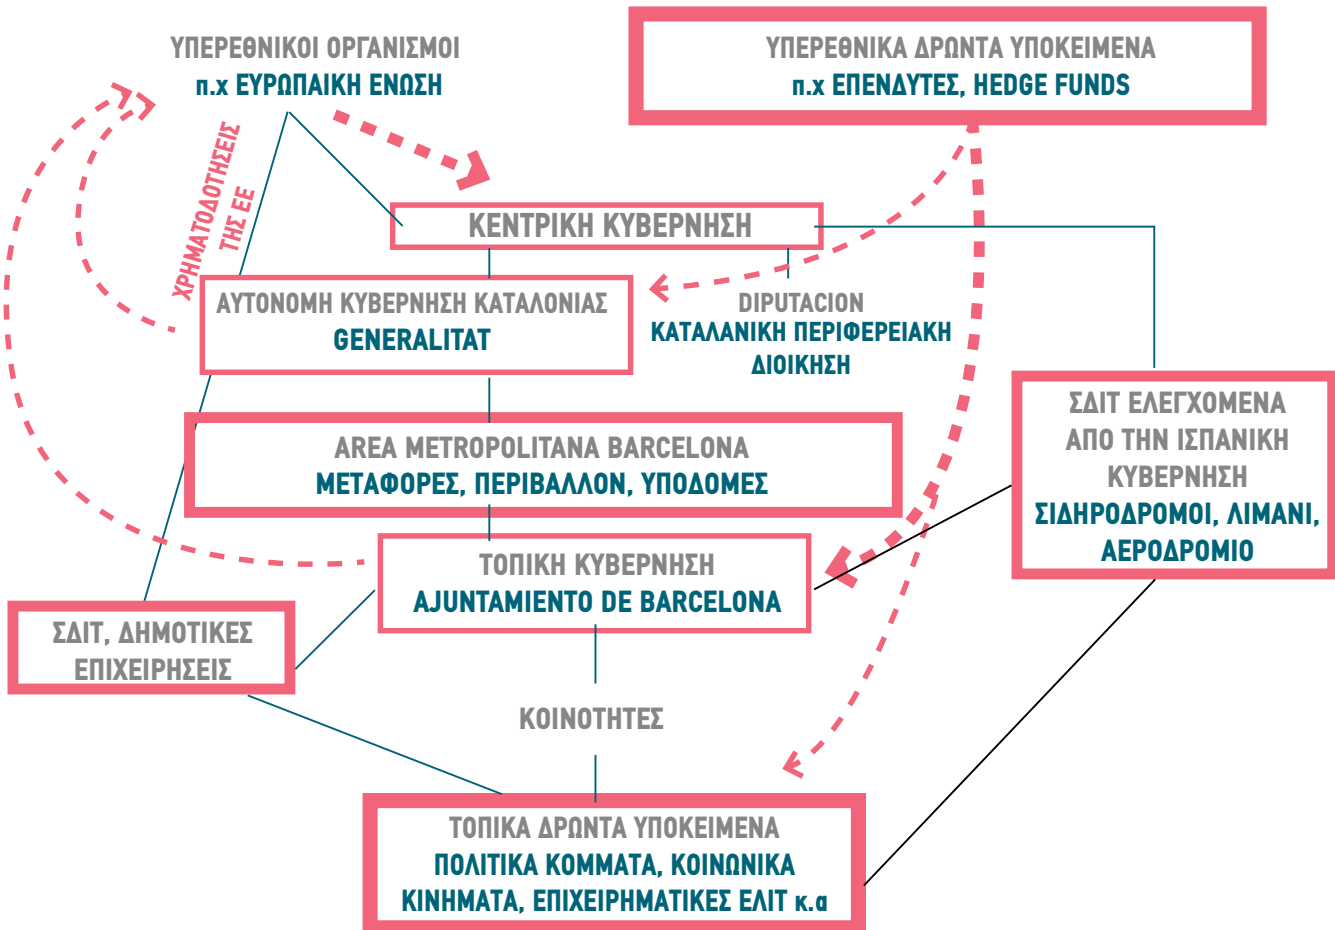 ΥΠΕΡΕΘΝΙΚΟΙ ΟΡΓΑΝΙΣΜΟΙ
π.χ ΕΥΡΩΠΑΙΚΗ ΕΝΩΣΗ
ΥΠΕΡΕΘΝΙΚΑ ΔΡΩΝΤΑ ΥΠΟΚΕΙΜΕΝΑ
π.χ ΕΠΕΝΔΥΤΕΣ, HEDGE FUNDS
ΧΡΗΜΑΤΟΔΟΤΗΣΕΙΣ
ΤΗΣ ΕΕ
ΚΕΝΤΡΙΚΗ ΚΥΒΕΡΝΗΣΗ
ΑΥΤΟΝΟΜΗ ΚΥΒΕΡΝΗΣΗ ΚΑΤΑΛΟΝΙΑΣ
GENERALITAT
DIPUTACION
ΚΑΤΑΛΑΝΙΚΗ ΠΕΡΙΦΕΡΕΙΑΚΗ
ΔΙΟΙΚΗΣΗ
ΣΔΙΤ ΕΛΕΓΧΟΜΕΝΑ
ΑΠΟ ΤΗΝ ΙΣΠΑΝΙΚΗ
ΚΥΒΕΡΝΗΣΗ
ΣΙΔΗΡΟΔΡΟΜΟΙ, ΛΙΜΑΝΙ,
ΑΕΡΟΔΡΟΜΙΟ
AREA METROPOLITANA BARCELONA
ΜΕΤΑΦΟΡΕΣ, ΠΕΡΙΒΑΛΛΟΝ, ΥΠΟΔΟΜΕΣ
ΤΟΠΙΚΗ ΚΥΒΕΡΝΗΣΗ
AJUNTAMIENTO DE BARCELONA
ΣΔΙΤ, ΔΗΜΟΤΙΚΕΣ
ΕΠΙΧΕΙΡΗΣΕΙΣ
ΚΟΙΝΟΤΗΤΕΣ
ΤΟΠΙΚΑ ΔΡΩΝΤΑ ΥΠΟΚΕΙΜΕΝΑ
ΠΟΛΙΤΙΚΑ ΚΟΜΜΑΤΑ, ΚΟΙΝΩΝΙΚΑ
ΚΙΝΗΜΑΤΑ, ΕΠΙΧΕΙΡΗΜΑΤΙΚΕΣ ΕΛΙΤ κ.α